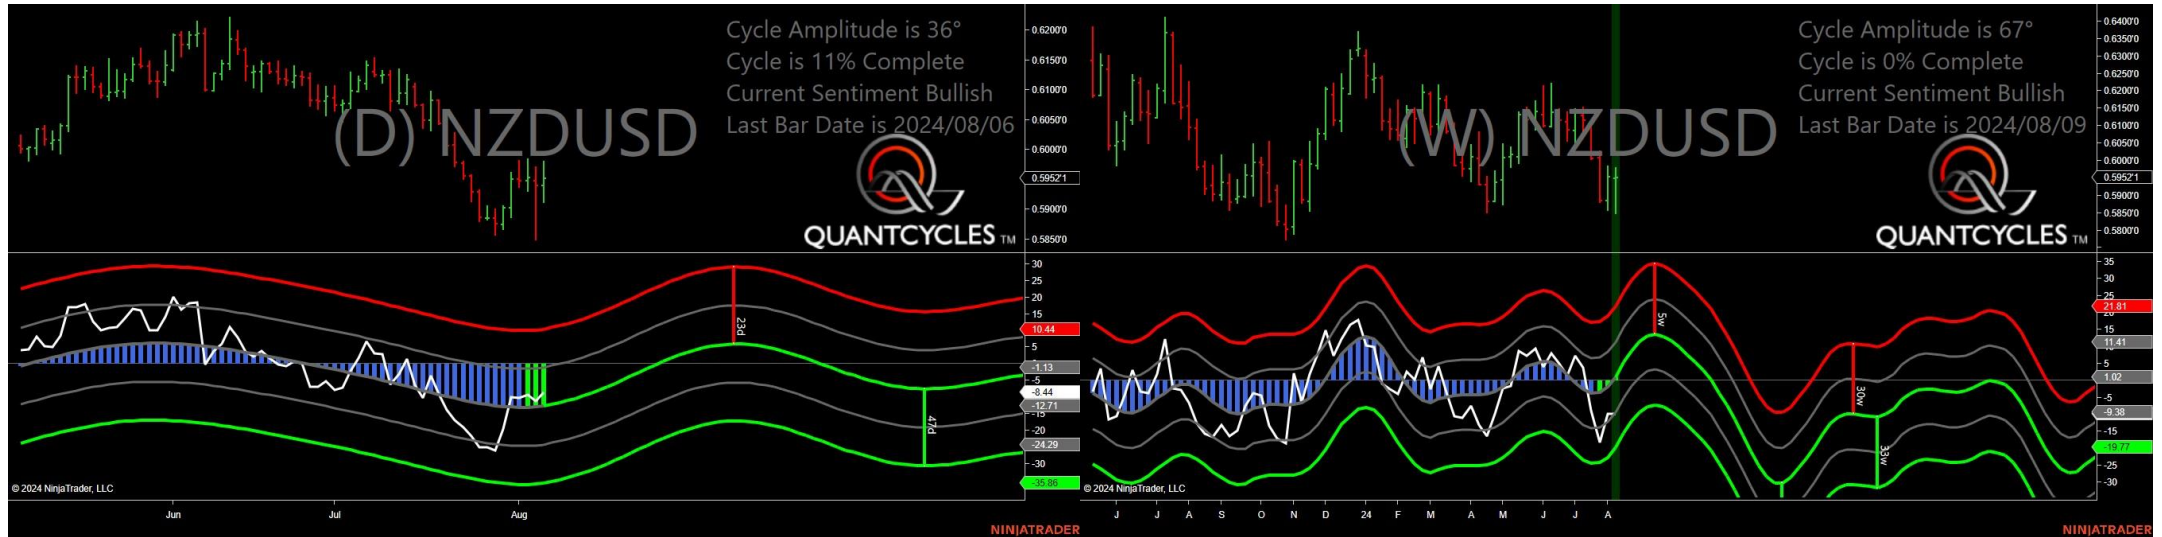 Cycle Amplitude is 36°
Cycle is 11% Complete
Current Sentiment Bullish
Last Bar Date is 2024/08/06
(D) NZDUSD
QUANTCYCLES TM
0.6200'0
0.6150'0
0.6100'0
0.6050'0
0.6000'0
0.5952'1
0.5900'0
0.5850'0
30
25
20
15
10.44
5
-1.13
-5
-8.44
-12.71
-15
-20
-24.29
-30
-35.86
23d
47d
© 2024 NinjaTrader, LLC
Jun Jul Aug
NINJATRADER
Cycle Amplitude is 67°
Cycle is 0% Complete
Current Sentiment Bullish
Last Bar Date is 2024/08/09
(W) NZDUSD
QUANTCYCLES TM
0.6400'0
0.6350'0
0.6300'0
0.6250'0
0.6200'0
0.6150'0
0.6100'0
0.6050'0
0.6000'0
0.5952'1
0.5900'0
0.5850'0
0.5800'0
35
30
25
21.81
15
11.41
5
1.02
-9.38
-15
-19.77
-25
-30
5w
30w
33w
© 2024 NinjaTrader, LLC
J J A S O N D 24 F M A M J J A
NINJATRADER